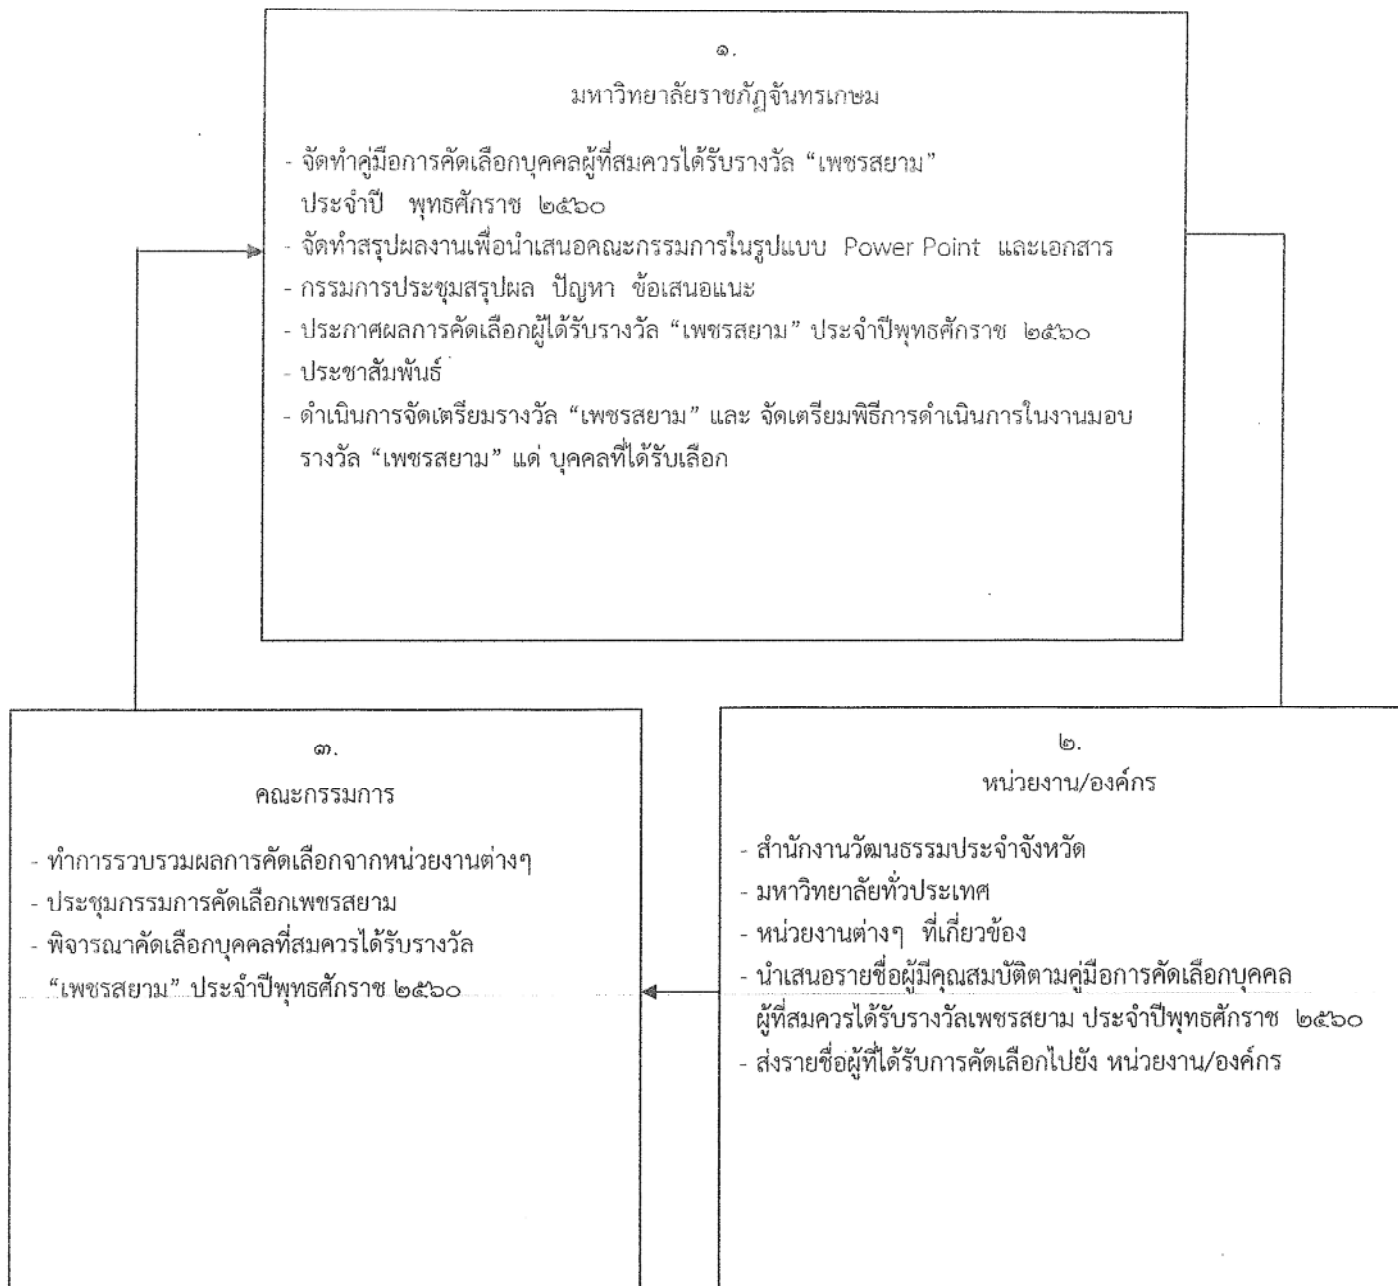 ๑.
มหาวิทยาลัยราชภัฏจันทรเกษม
- จัดทำคู่มือการคัดเลือกบุคคลผู้ที่สมควรได้รับรางวัล “เพชรสยาม”
ประจำปี พุทธศักราช ๒๕๖๐
- จัดทำสรุปผลงานเพื่อนำเสนอคณะกรรมการในรูปแบบ Power Point และเอกสาร
- กรรมการประชุมสรุปผล ปัญหา ข้อเสนอแนะ
- ประกาศผลการคัดเลือกผู้ได้รับรางวัล “เพชรสยาม” ประจำปีพุทธศักราช ๒๕๖๐
- ประชาสัมพันธ์
- ดำเนินการจัดเตรียมรางวัล “เพชรสยาม” และ จัดเตรียมพิธีการดำเนินการในงานมอบ
รางวัล “เพชรสยาม” แด่ บุคคลที่ได้รับเลือก
๓.
คณะกรรมการ
- ทำการรวบรวมผลการคัดเลือกจากหน่วยงานต่างๆ
- ประชุมกรรมการคัดเลือกเพชรสยาม
- พิจารณาคัดเลือกบุคคลที่สมควรได้รับรางวัล
“เพชรสยาม” ประจำปีพุทธศักราช ๒๕๖๐
๒.
หน่วยงาน/องค์กร
- สำนักงานวัฒนธรรมประจำจังหวัด
- มหาวิทยาลัยทั่วประเทศ
- หน่วยงานต่างๆ ที่เกี่ยวข้อง
- นำเสนอรายชื่อผู้มีคุณสมบัติตามคู่มือการคัดเลือกบุคคล
ผู้ที่สมควรได้รับรางวัลเพชรสยาม ประจำปีพุทธศักราช ๒๕๖๐
- ส่งรายชื่อผู้ที่ได้รับการคัดเลือกไปยัง หน่วยงาน/องค์กร